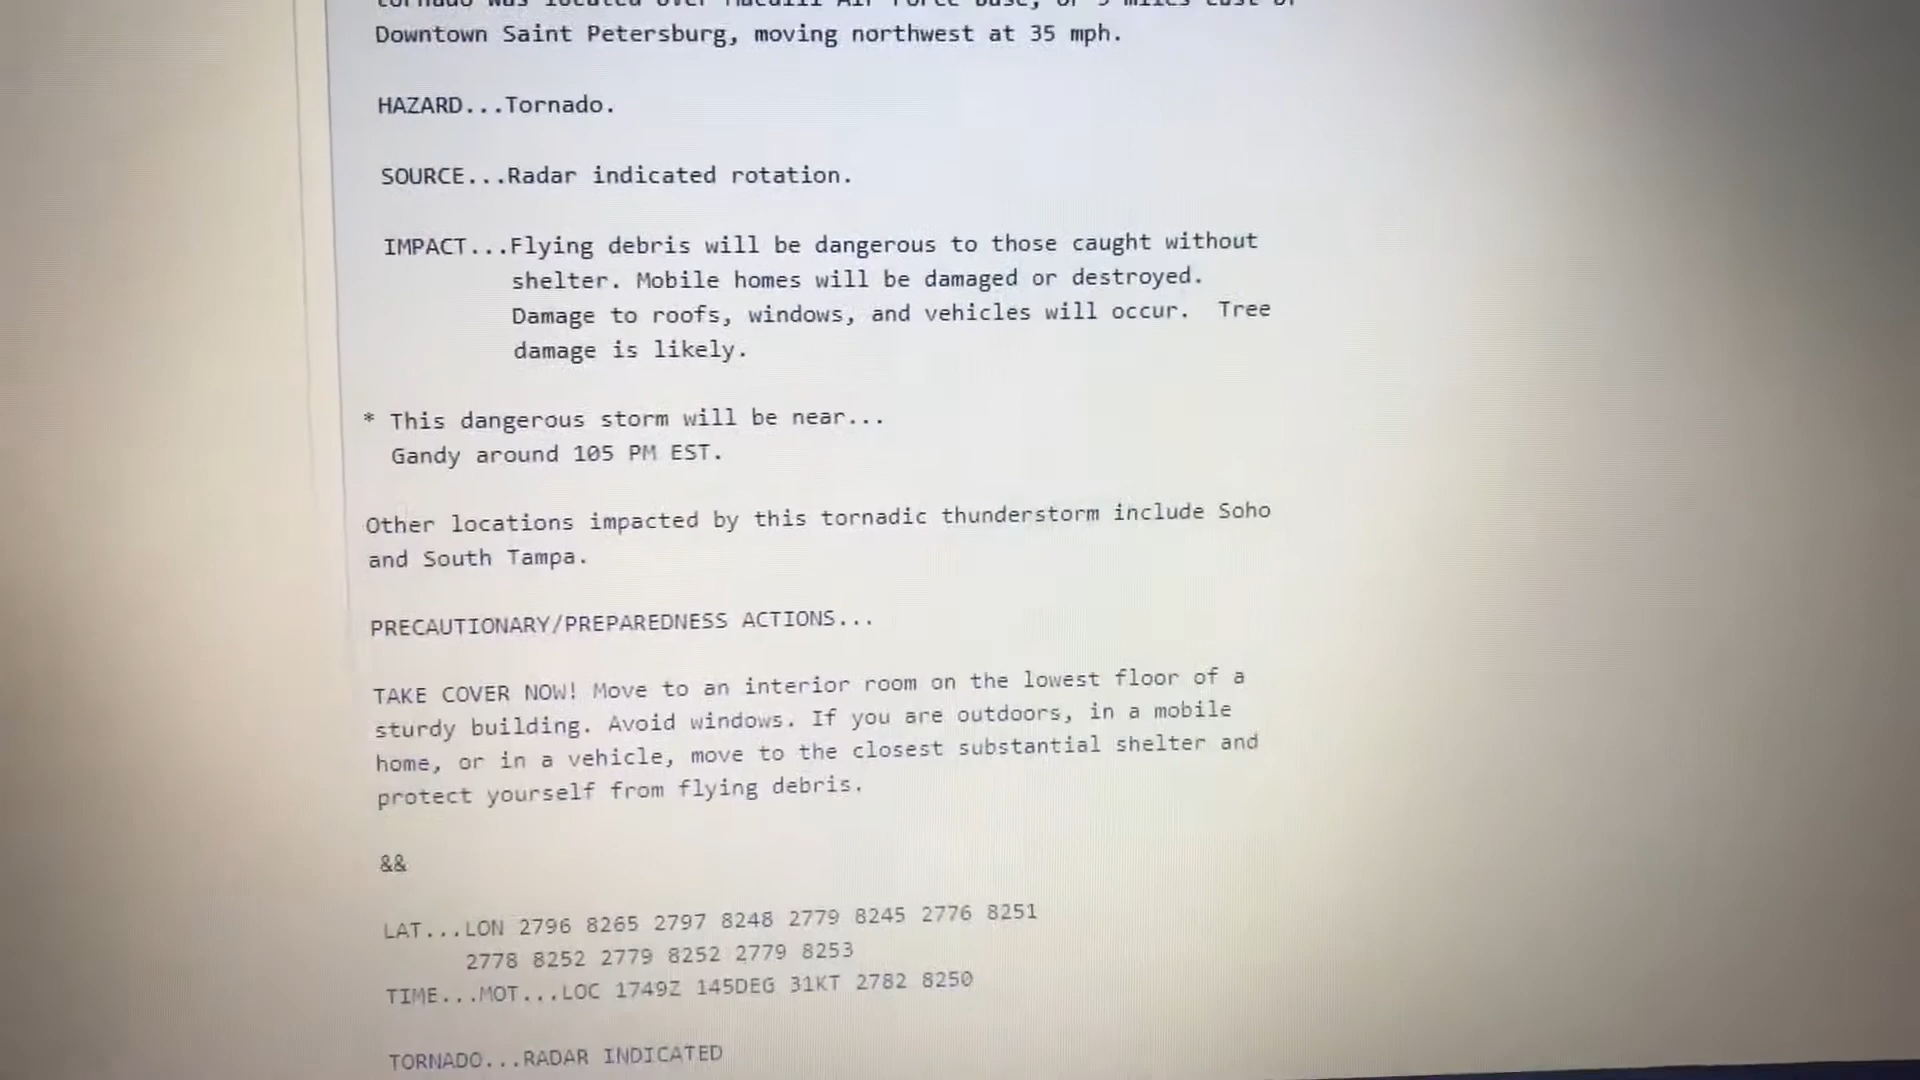 Downtown Saint Petersburg, moving northwest at 35 mph.
HAZARD...Tornado.
SOURCE...Radar indicated rotation.
IMPACT...Flying debris will be dangerous to those caught without
shelter. Mobile homes will be damaged or destroyed.
Damage to roofs, windows, and vehicles will occur.  Tree
damage is likely.
* This dangerous storm will be near...
Gandy around 105 PM EST.
Other locations impacted by this tornadic thunderstorm include Soho
and South Tampa.
PRECAUTIONARY/PREPAREDNESS ACTIONS...
TAKE COVER NOW! Move to an interior room on the lowest floor of a
sturdy building. Avoid windows. If you are outdoors, in a mobile
home, or in a vehicle, move to the closest substantial shelter and
protect yourself from flying debris.
&&
LAT...LON 2796 8265 2797 8248 2779 8245 2776 8251
2778 8252 2779 8252 2779 8253
TIME...MOT...LOC 1749Z 145DEG 31KT 2782 8250
TORNADO...RADAR INDICATED